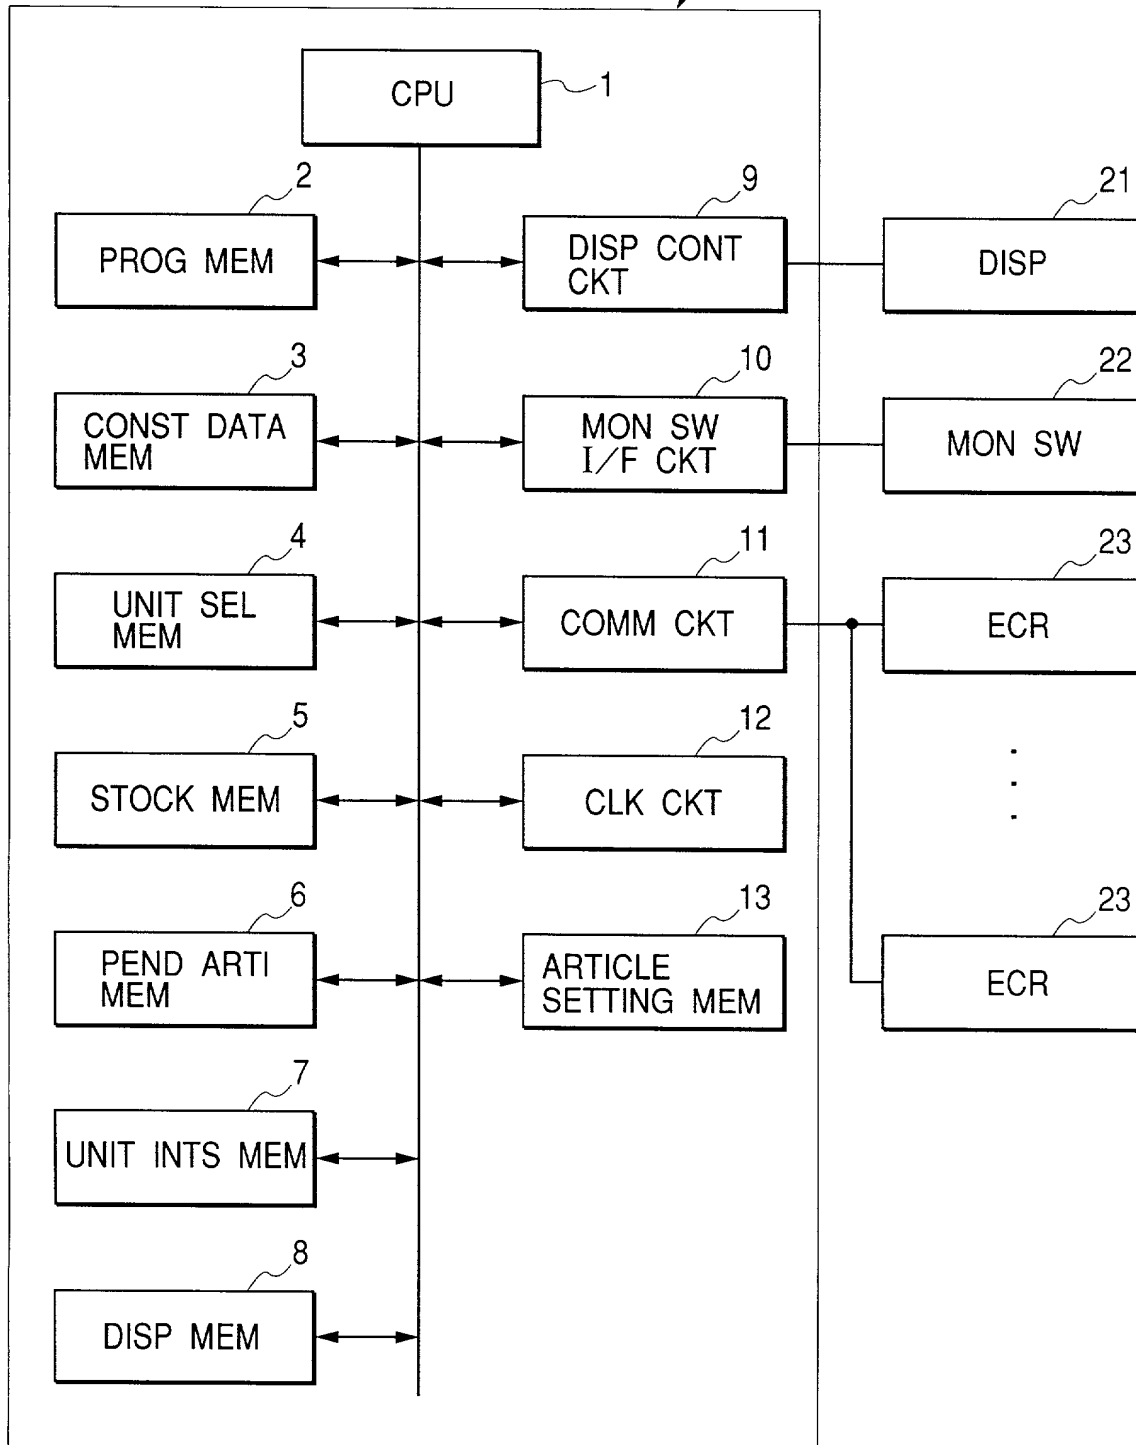 CPU
1
2
9
21
PROG MEM
DISP CONT
CKT
DISP
3
10
22
CONST DATA
MEM
MON SW
I/F CKT
MON SW
4
11
23
UNIT SEL
MEM
COMM CKT
ECR
5
12
STOCK MEM
CLK CKT
6
13
23
PEND ARTI
MEM
ARTICLE
SETTING MEM
ECR
7
UNIT INTS MEM
8
DISP MEM